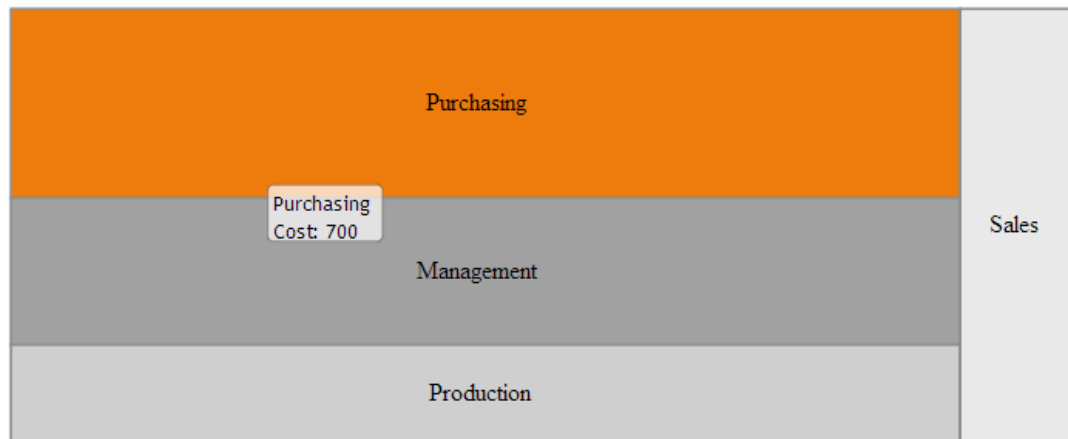 Purchasing
Purchasing
Cost: 700
Sales
Management
Production